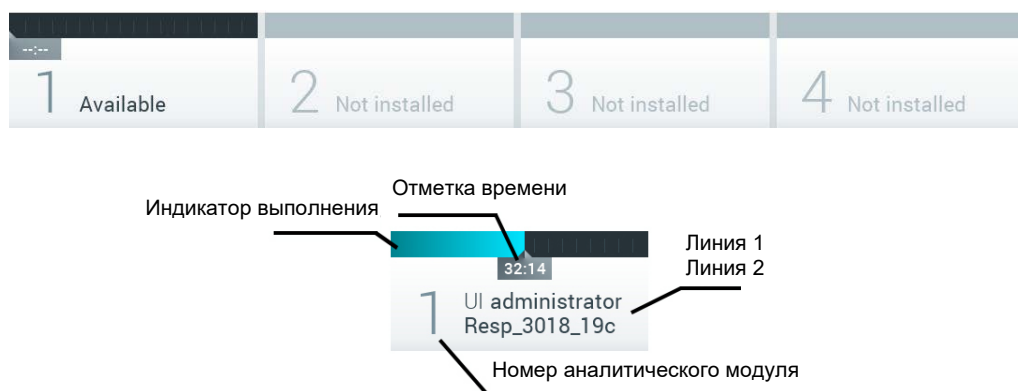 --:--
1 Available
2 Not installed
3 Not installed
4 Not installed
Отметка времени
Индикатор выполнения
Линия 1
32:14
Линия 2
1 UI administrator
Resp_3018_19c
Номер аналитического модуля